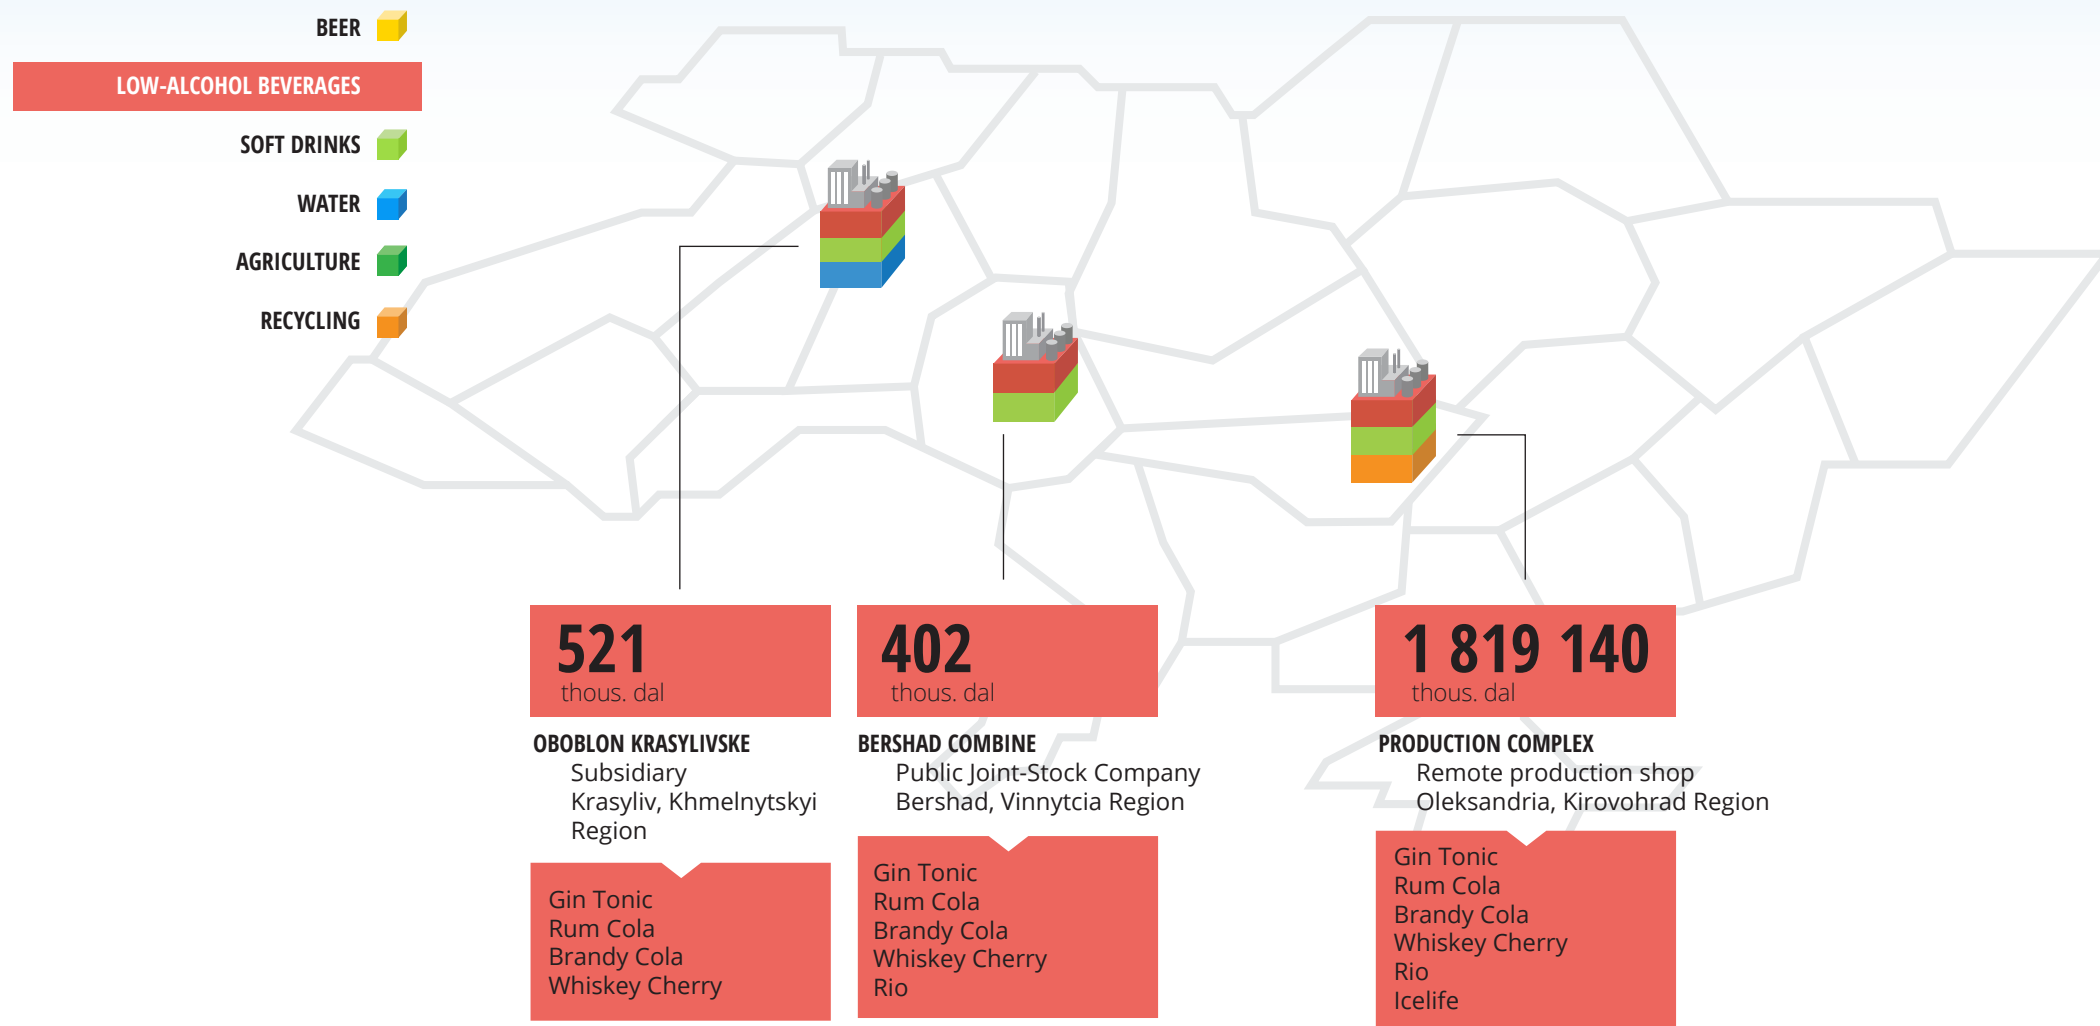 BEER
LOW-ALCOHOL BEVERAGES
SOFT DRINKS
WATER
AGRICULTURE
RECYCLING
521
thous. dal
OBOBLON KRASYLIVSKE
Subsidiary
Krasyliv, Khmelnytskyi
Region
Gin Tonic
Rum Cola
Brandy Cola
Whiskey Cherry
402
thous. dal
BERSHAD COMBINE
Public Joint-Stock Company
Bershad, Vinnytcia Region
Gin Tonic
Rum Cola
Brandy Cola
Whiskey Cherry
Rio
1 819 140
thous. dal
PRODUCTION COMPLEX
Remote production shop
Oleksandria, Kirovohrad Region
Gin Tonic
Rum Cola
Brandy Cola
Whiskey Cherry
Rio
Icelife